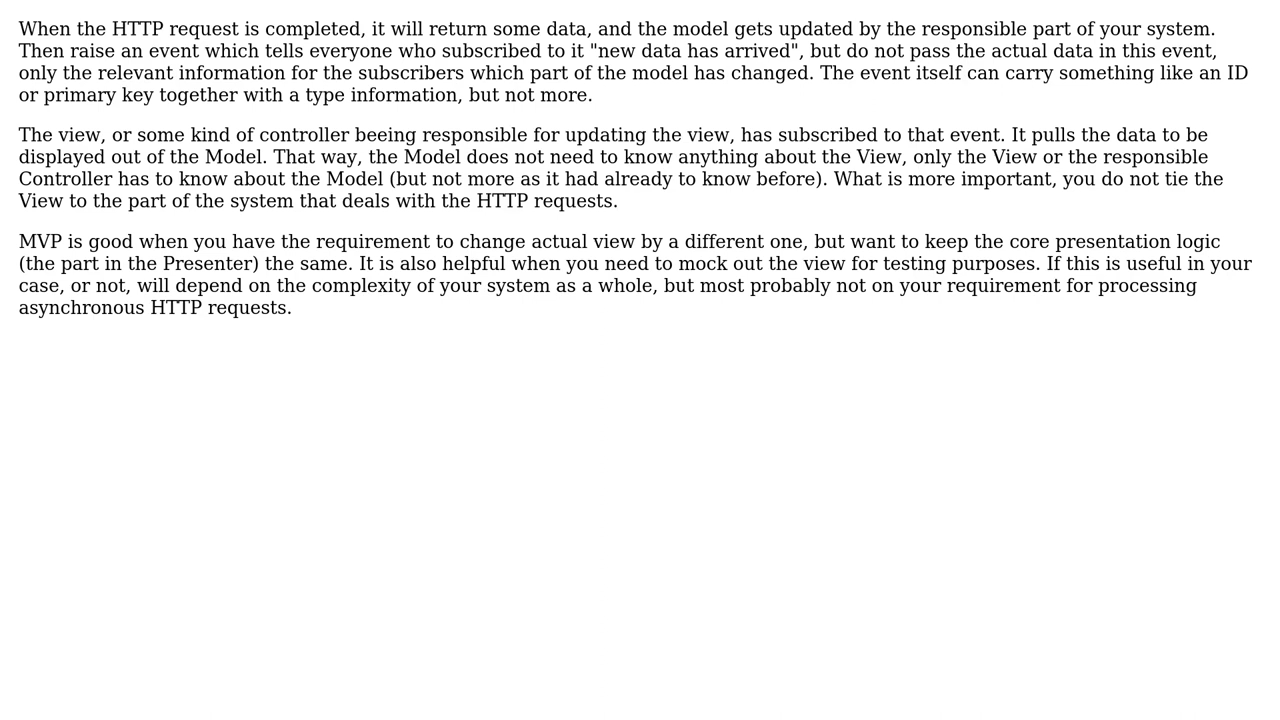 When the HTTP request is completed, it will return some data, and the model gets updated by the responsible part of your system.
Then raise an event which tells everyone who subscribed to it "new data has arrived", but do not pass the actual data in this event,
only the relevant information for the subscribers which part of the model has changed. The event itself can carry something like an ID
or primary key together with a type information, but not more.
The view, or some kind of controller beeing responsible for updating the view, has subscribed to that event. It pulls the data to be
displayed out of the Model. That way, the Model does not need to know anything about the View, only the View or the responsible
Controller has to know about the Model (but not more as it had already to know before). What is more important, you do not tie the
View to the part of the system that deals with the HTTP requests.
MVP is good when you have the requirement to change actual view by a different one, but want to keep the core presentation logic
(the part in the Presenter) the same. It is also helpful when you need to mock out the view for testing purposes. If this is useful in your
case, or not, will depend on the complexity of your system as a whole, but most probably not on your requirement for processing
asynchronous HTTP requests.